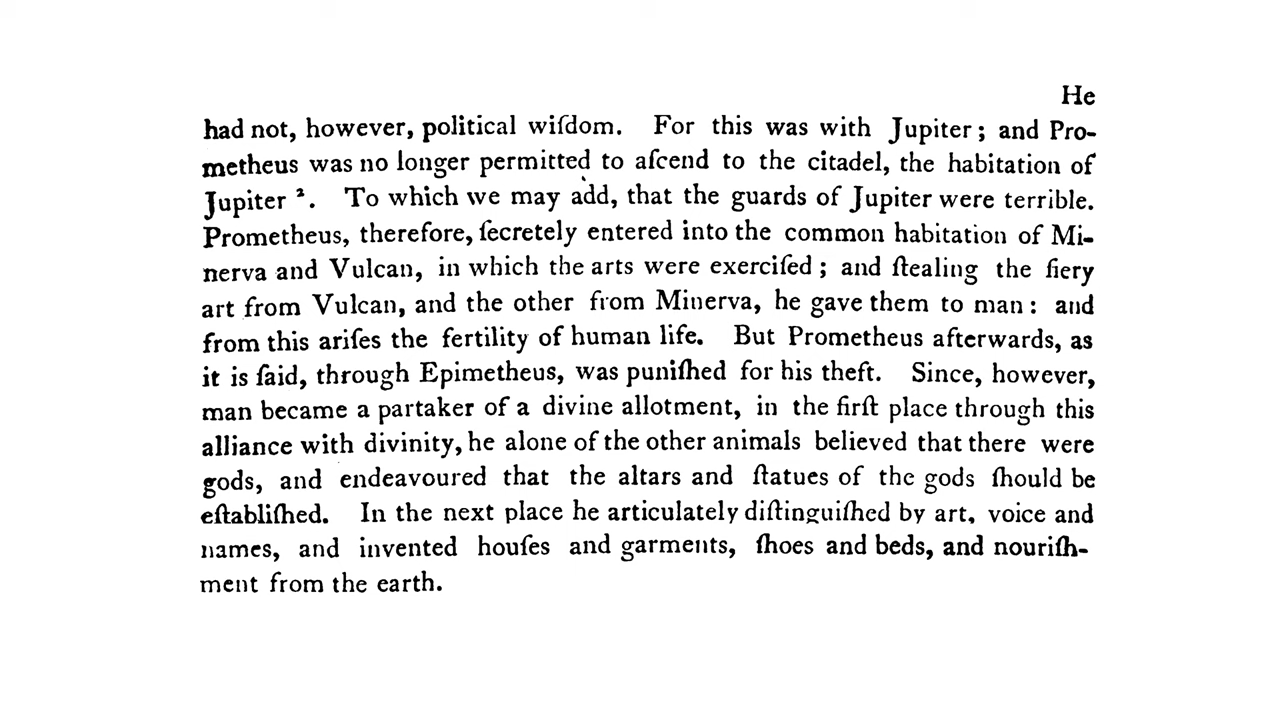 He
had not, however, political wiſdom. For this was with Jupiter; and Pro-
metheus was no longer permitted to aſcend to the citadel, the habitation of
Jupiter ². To which we may add, that the guards of Jupiter were terrible.
Prometheus, therefore, ſecretely entered into the common habitation of Mi-
nerva and Vulcan, in which the arts were exerciſed; and ſtealing the fiery
art from Vulcan, and the other from Minerva, he gave them to man: and
from this ariſes the fertility of human life. But Prometheus afterwards, as
it is ſaid, through Epimetheus, was puniſhed for his theft. Since, however,
man became a partaker of a divine allotment, in the firſt place through this
alliance with divinity, he alone of the other animals believed that there were
gods, and endeavoured that the altars and ſtatues of the gods ſhould be
eſtabliſhed. In the next place he articulately diſtinguiſhed by art, voice and
names, and invented houſes and garments, ſhoes and beds, and nouriſh-
ment from the earth.